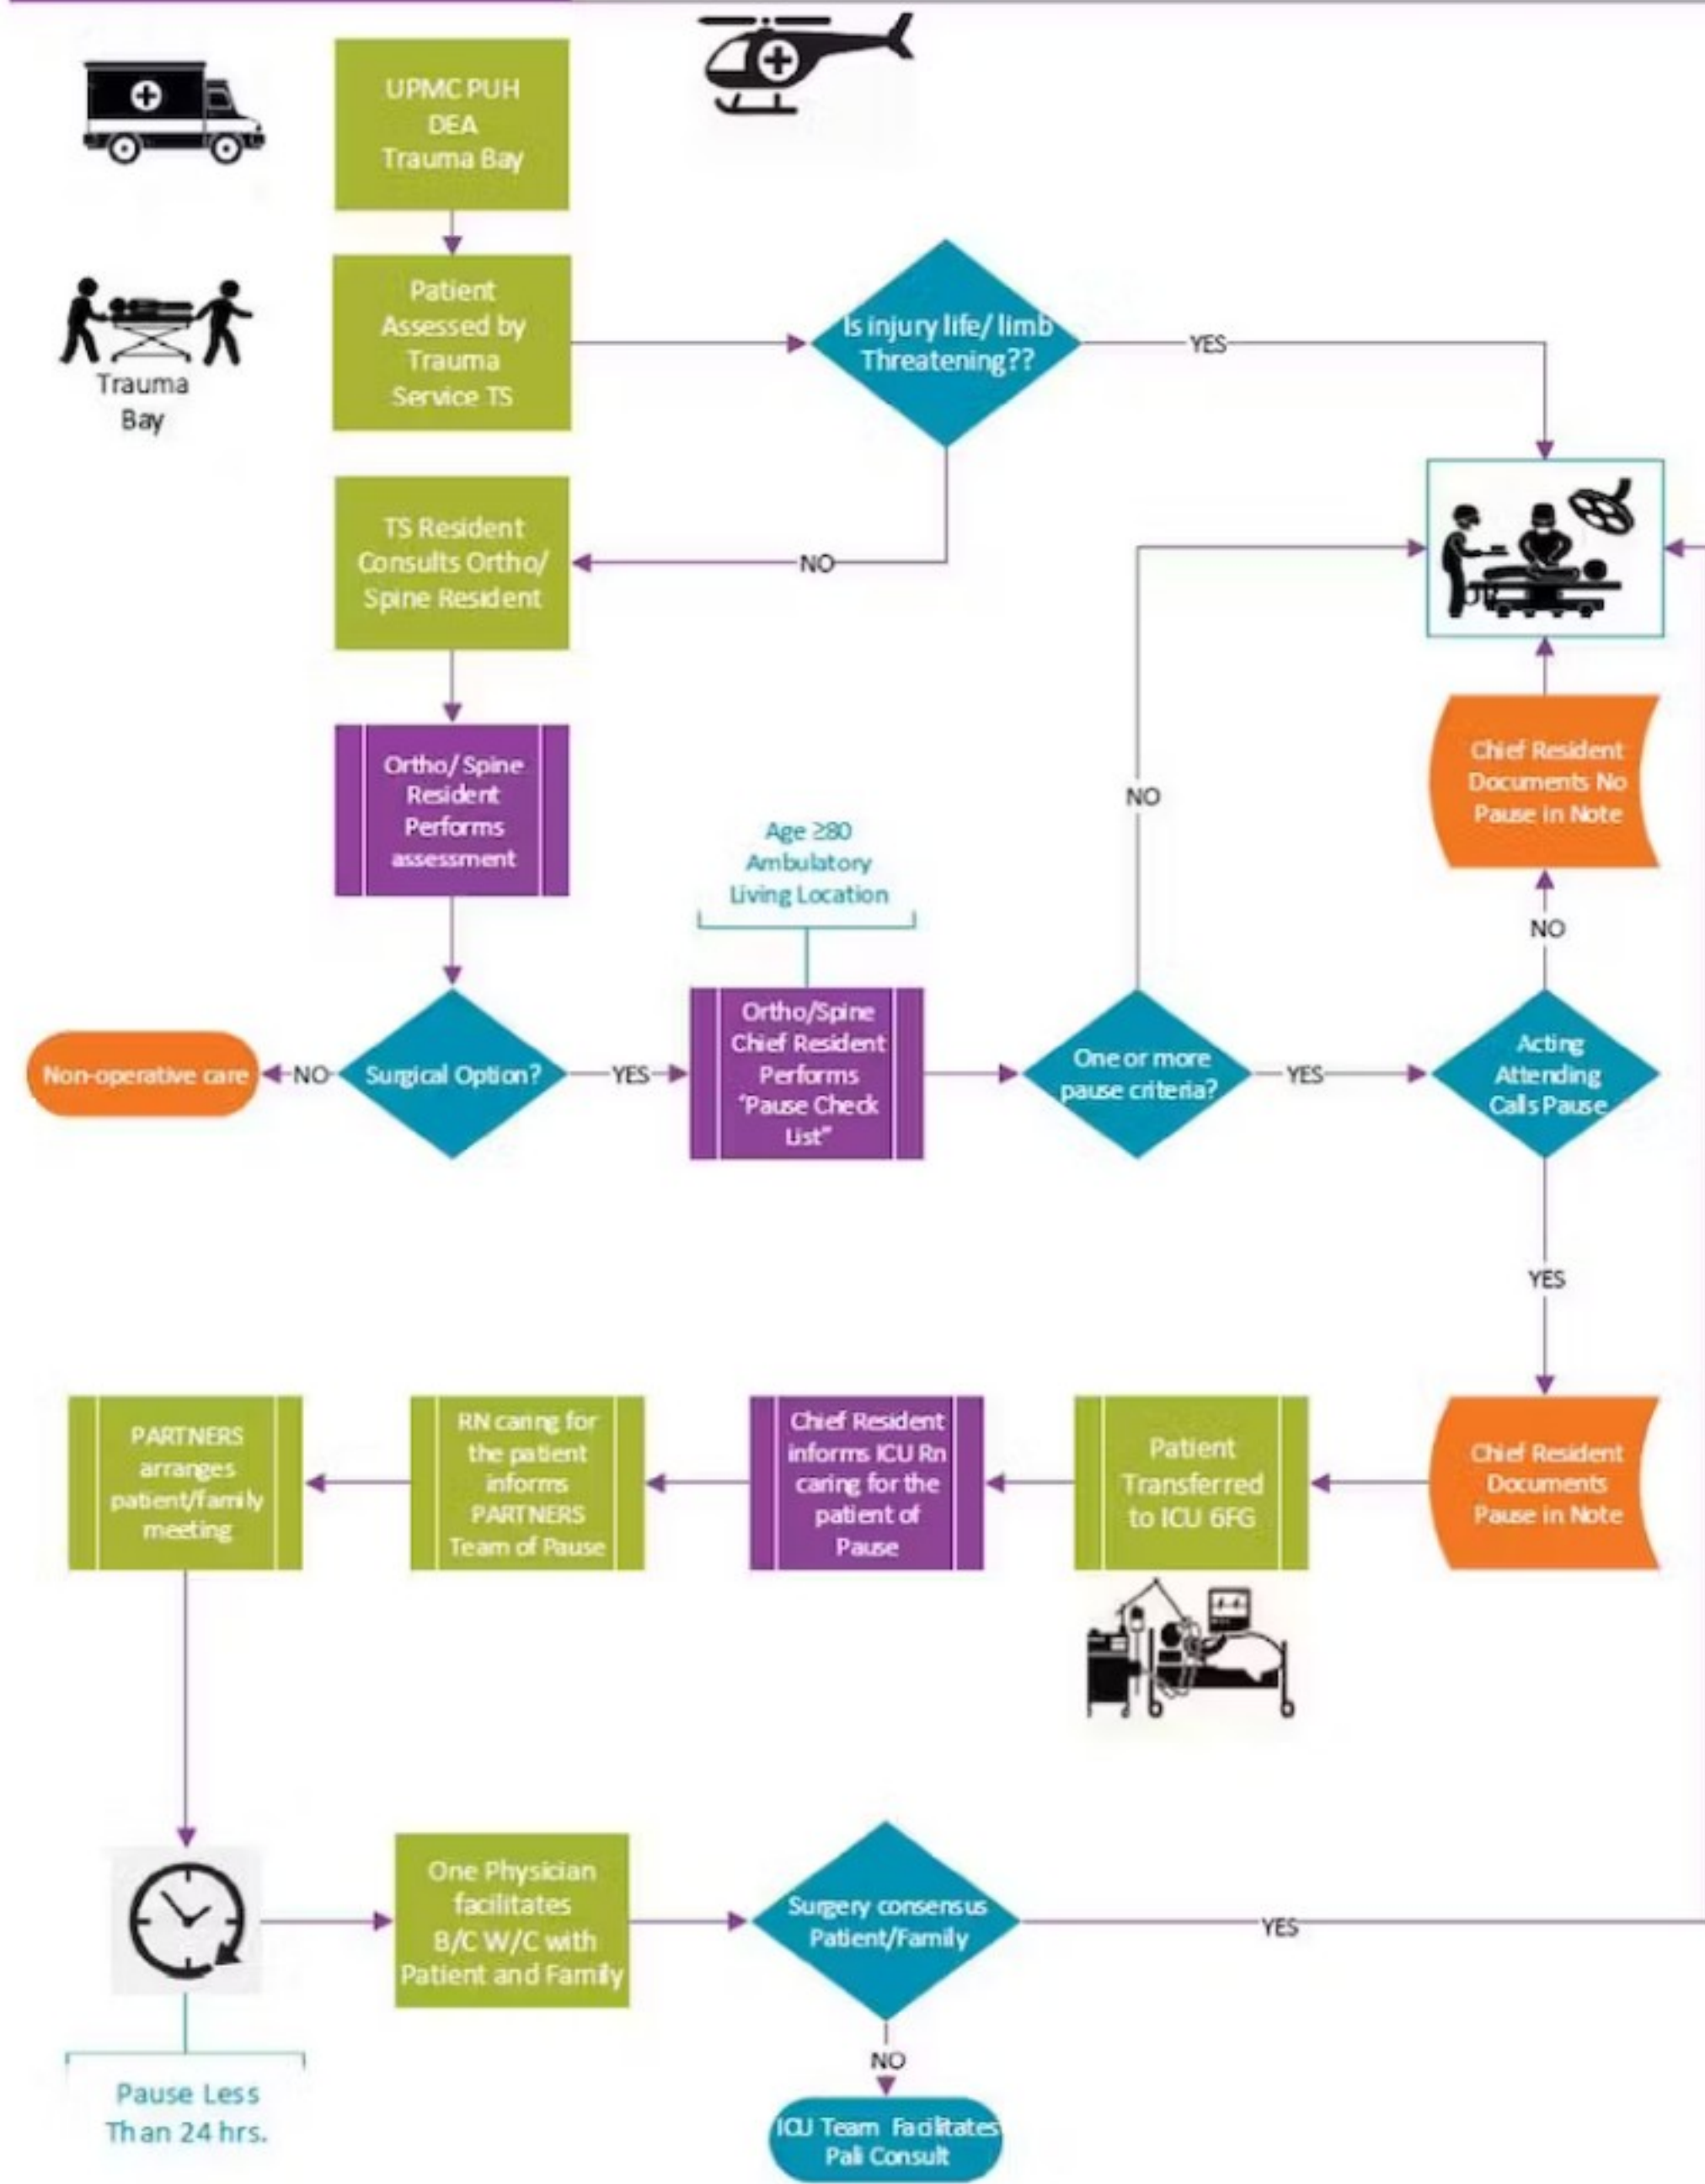 UPMC PUH
DEA
Trauma Bay
Patient
Assessed by
Trauma
Service TS
Is injury life/ limb
Threatening??
YES
Trauma
Bay
TS Resident
Consults Ortho/
Spine Resident
NO
Ortho/ Spine
Resident
Performs
assessment
Chief Resident
Documents No
Pause in Note
NO
Age ≥80
Ambulatory
Living Location
NO
Non-operative care
NO
Surgical Option?
YES
Ortho/Spine
Chief Resident
Performs
"Pause Check
List"
One or more
pause criteria?
YES
Acting
Attending
Calls Pause
YES
PARTNERS
arranges
patient/family
meeting
RN caring for
the patient
informs
PARTNERS
Team of Pause
Chief Resident
informs ICU Rn
caring for the
patient of
Pause
Patient
Transferred
to ICU 6FG
Chief Resident
Documents
Pause in Note
One Physician
facilitates
B/C W/C with
Patient and Family
Surgery consensus
Patient/Family
YES
NO
Pause Less
Than 24 hrs.
ICU Team Facilitates
Pali Consult